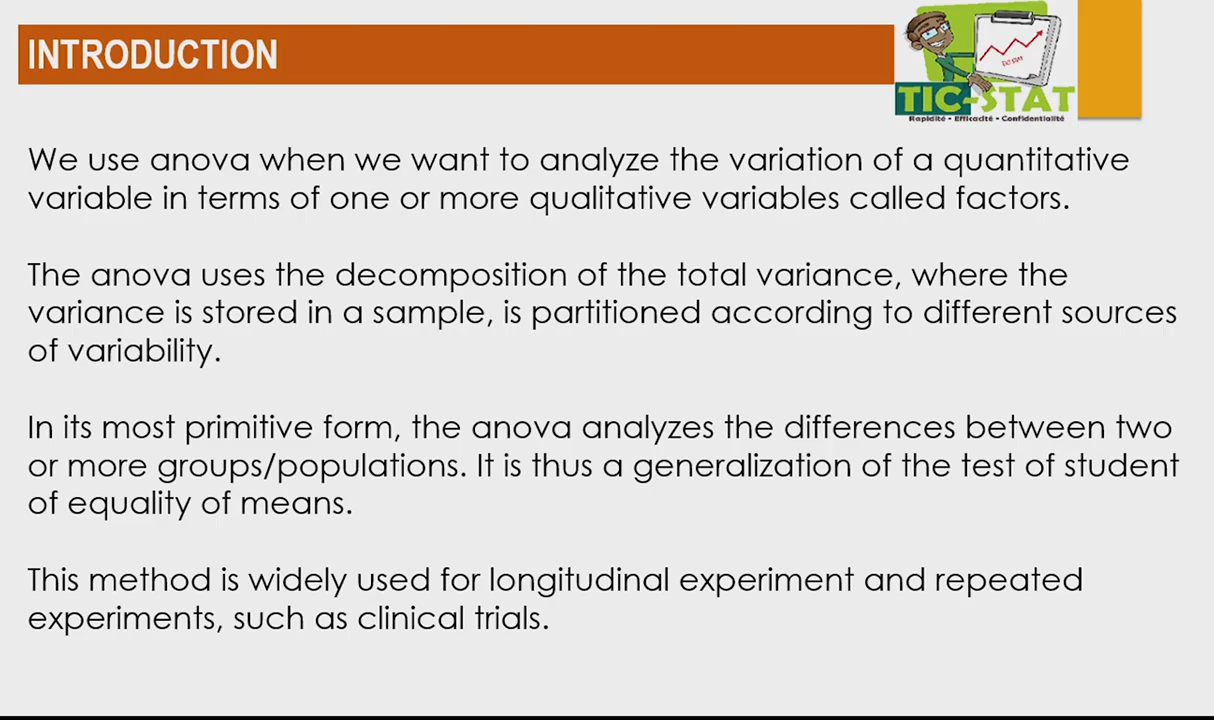 INTRODUCTION
TIC-STAT
TIC-STAT
Rapidité • Efficacité • Confidentialité
We use anova when we want to analyze the variation of a quantitative
variable in terms of one or more qualitative variables called factors.
The anova uses the decomposition of the total variance, where the
variance is stored in a sample, is partitioned according to different sources
of variability.
In its most primitive form, the anova analyzes the differences between two
or more groups/populations. It is thus a generalization of the test of student
of equality of means.
This method is widely used for longitudinal experiment and repeated
experiments, such as clinical trials.